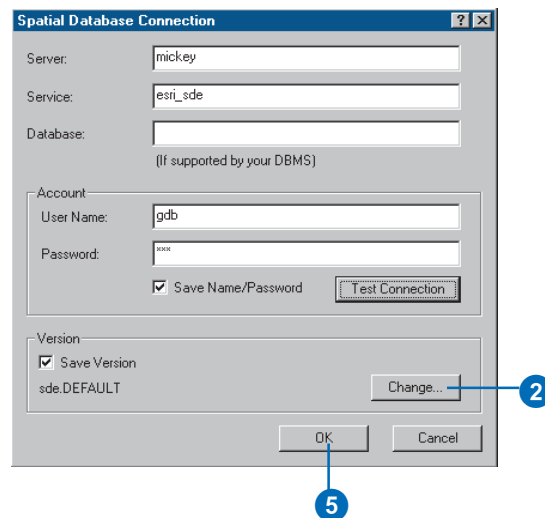 Spatial Database Connection
Server: mickey
Service: esri_sde
Database:
(If supported by your DBMS)
Account
User Name: gdb
Password: ×××
Save Name/Password Test Connection
Version
Save Version
sde.DEFAULT Change... 2
OK Cancel
5